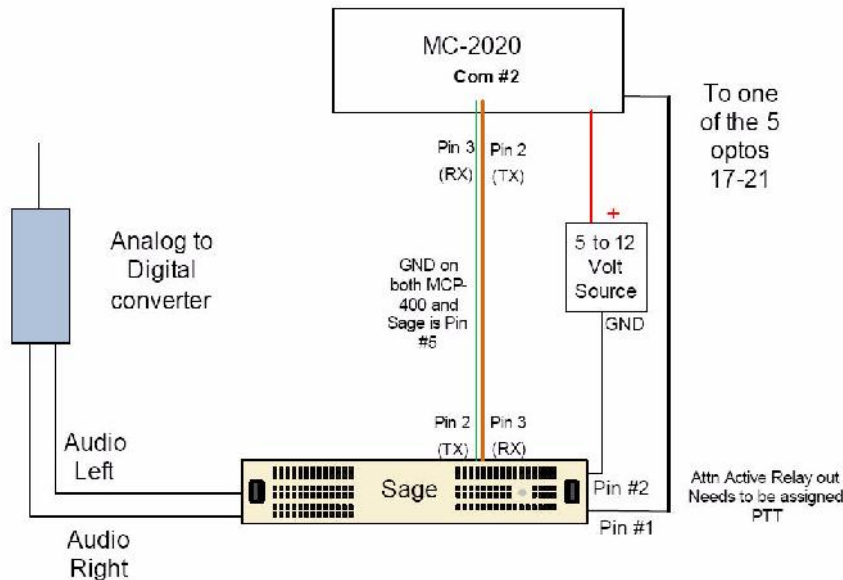 MC-2020
Com #2
To one
of the 5
optos
17-21
Pin 3
(RX)
Pin 2
(TX)
Analog to
Digital
converter
GND on
both MCP-
400 and
Sage is Pin
#5
+
5 to 12
Volt
Source
GND
Pin 2
(TX)
Pin 3
(RX)
Audio
Left
Sage
Pin #2
Pin #1
Attn Active Relay out
Needs to be assigned
PTT
Audio
Right